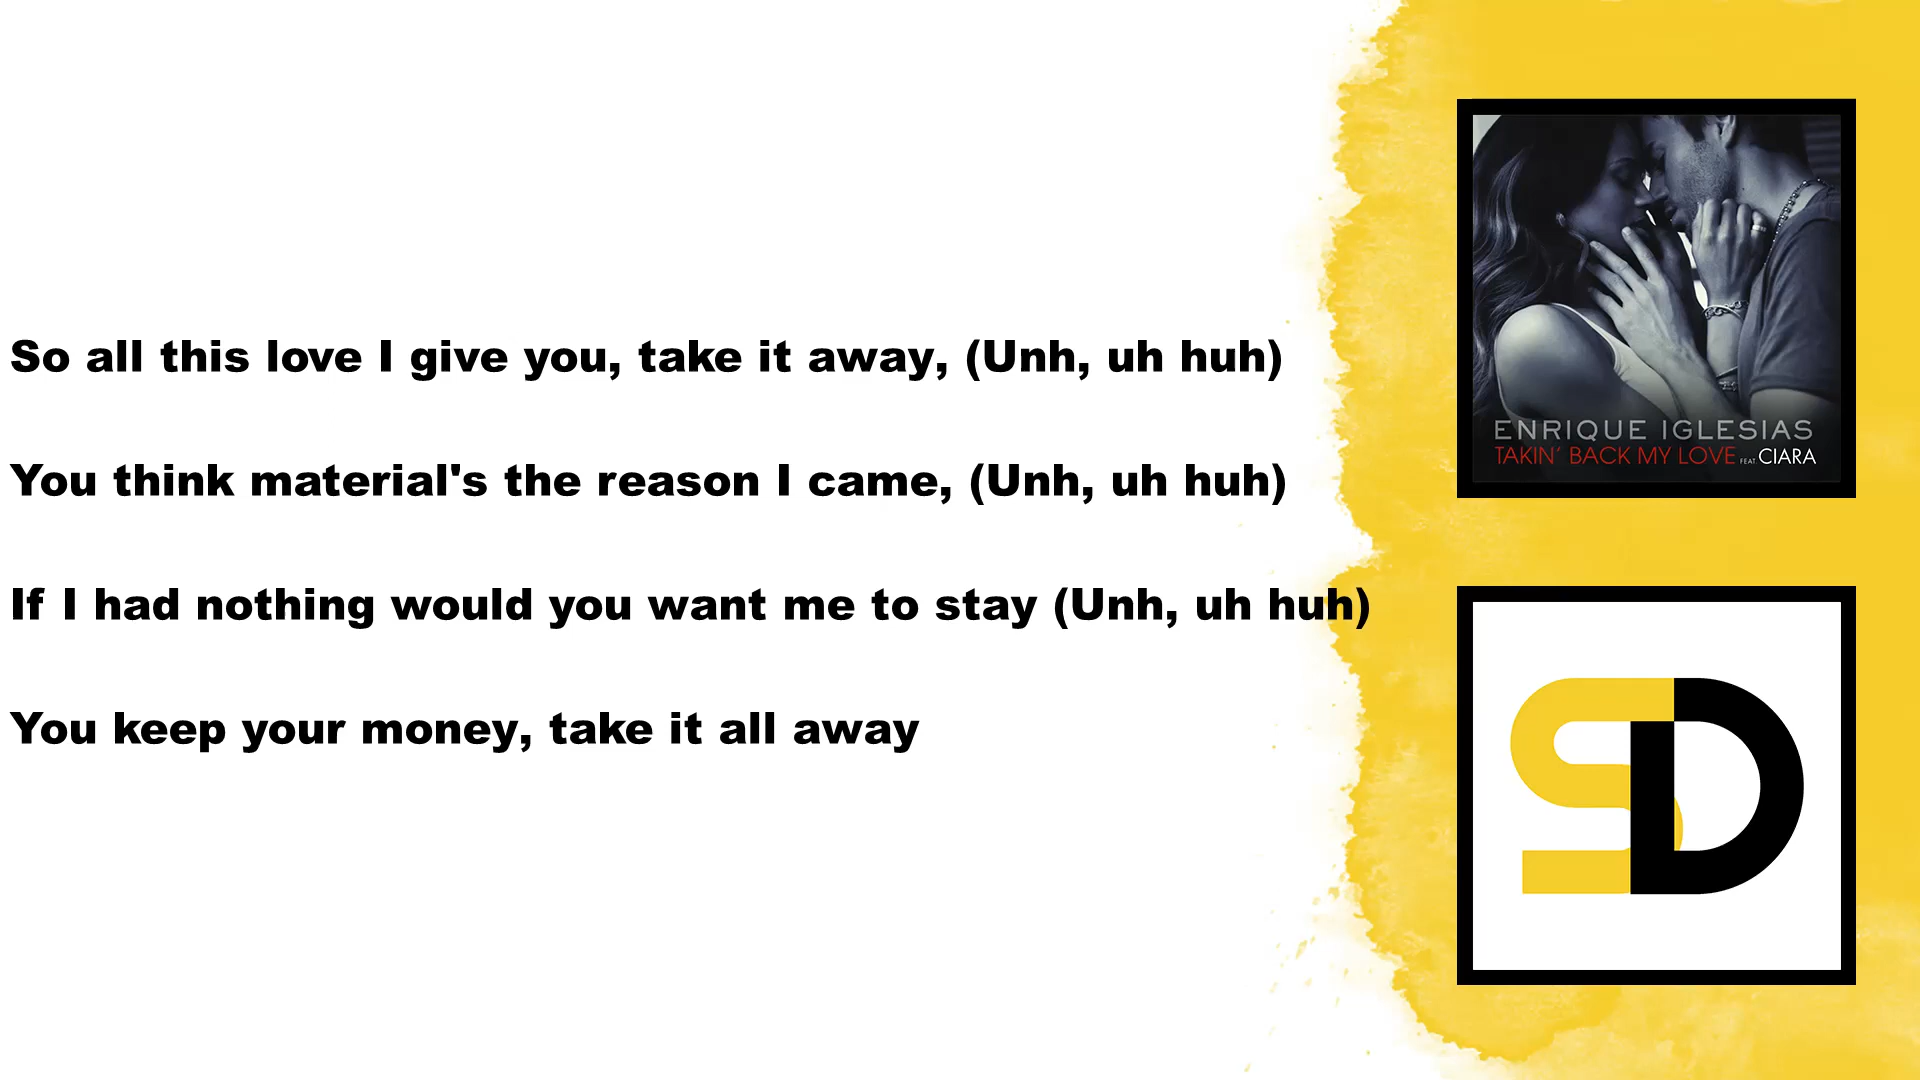 So all this love I give you, take it away, (Unh, uh huh)
You think material's the reason I came, (Unh, uh huh)
If I had nothing would you want me to stay (Unh, uh huh)
You keep your money, take it all away
ENRIQUE IGLESIAS
TAKIN' BACK MY LOVE FEAT. CIARA
SD